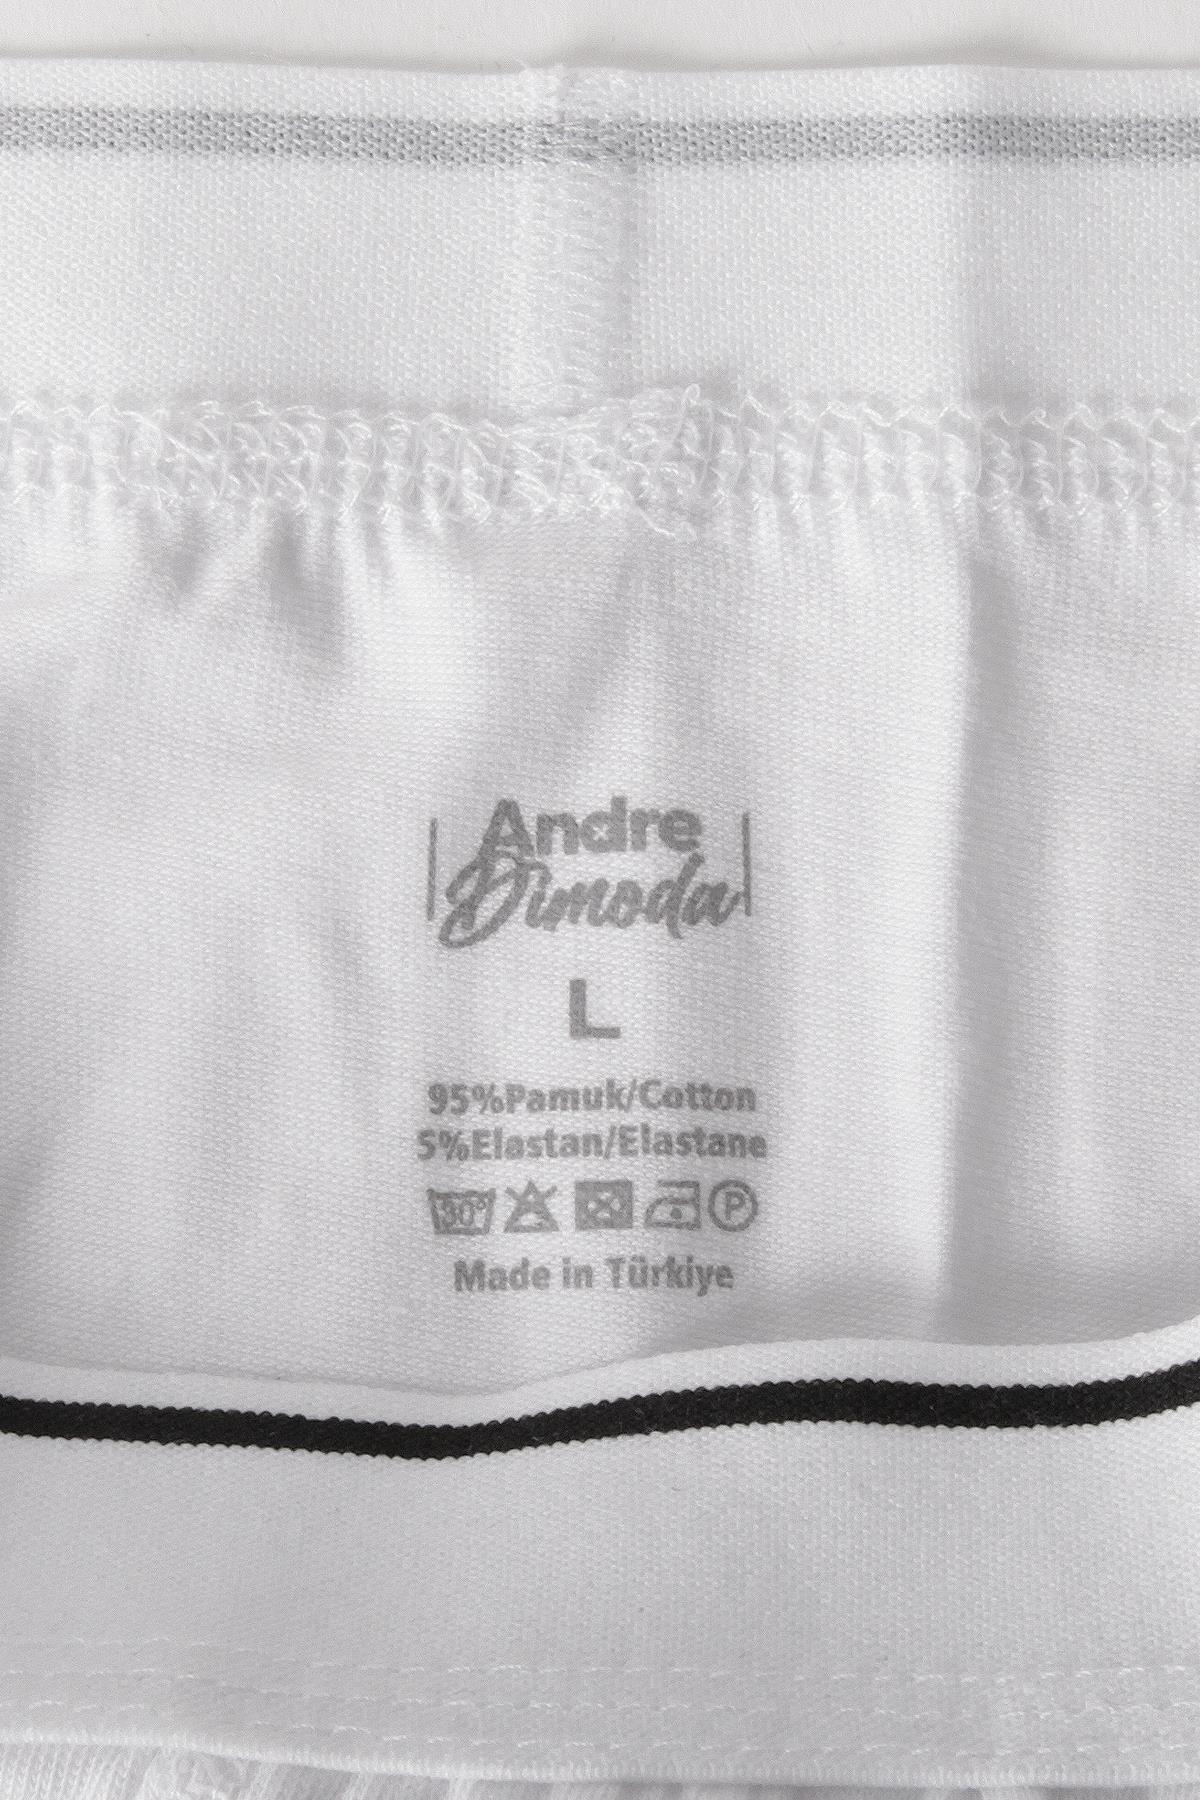 Andre
Dimoda
L
95%Pamuk/Cotton
5%Elastan/Elastane
30° P
Made in Türkiye